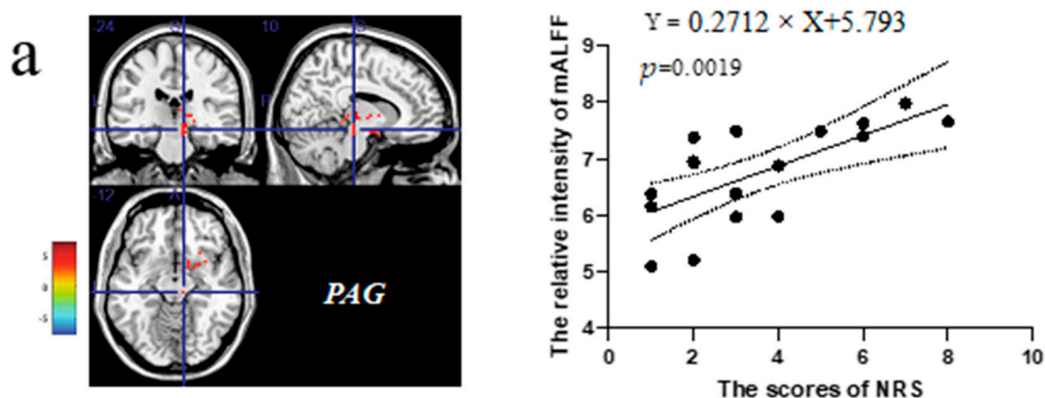 a
-24
S
10
S
L
P
-12
A
PAG
5
0
-5
Y = 0.2712 × X+5.793
p=0.0019
The relative intensity of mALFF
9
8
7
6
5
4
0
2
4
6
8
10
The scores of NRS